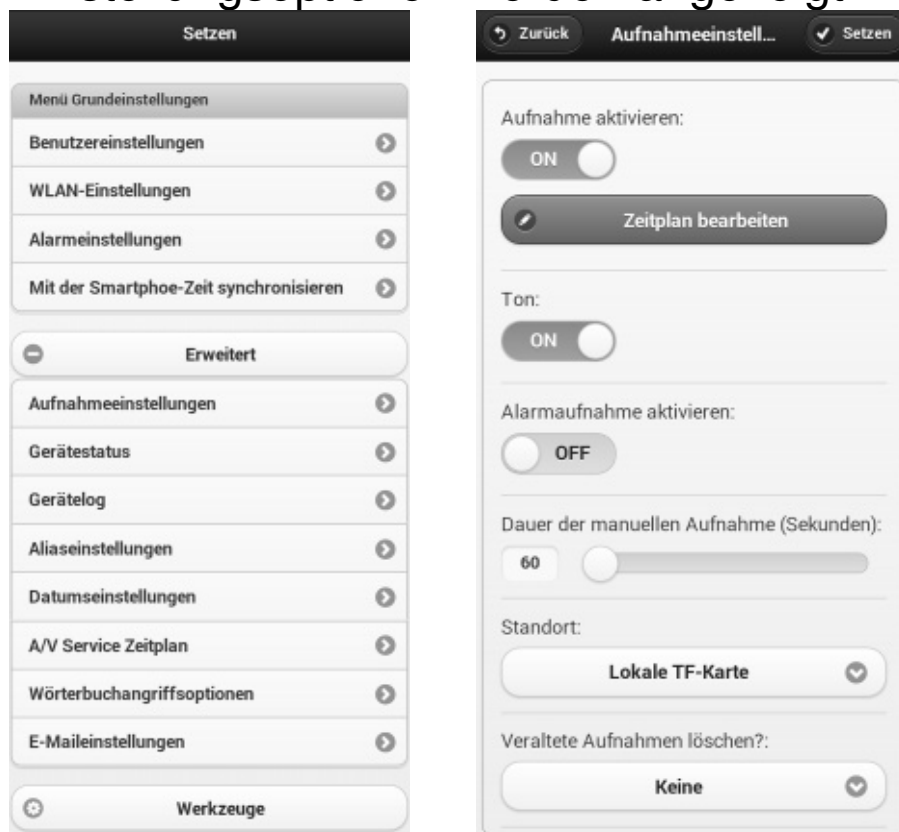 Setzen
Menü Grundeinstellungen
Benutzereinstellungen
WLAN-Einstellungen
Alarmeinstellungen
Mit der Smartphoe-Zeit synchronisieren
Erweitert
Aufnahmeeinstellungen
Gerätestatus
Gerätelog
Aliaseinstellungen
Datumseinstellungen
A/V Service Zeitplan
Wörterbuchangriffsoptionen
E-Maileinstellungen
Werkzeuge
Zurück
Aufnahmeeinstell...
Setzen
Aufnahme aktivieren:
ON
Zeitplan bearbeiten
Ton:
ON
Alarmaufnahme aktivieren:
OFF
Dauer der manuellen Aufnahme (Sekunden):
60
Standort:
Lokale TF-Karte
Veraltete Aufnahmen löschen?:
Keine